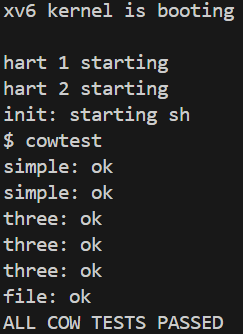 xv6 kernel is booting
hart 1 starting
hart 2 starting
init: starting sh
$ cowtest
simple: ok
simple: ok
three: ok
three: ok
three: ok
file: ok
ALL COW TESTS PASSED